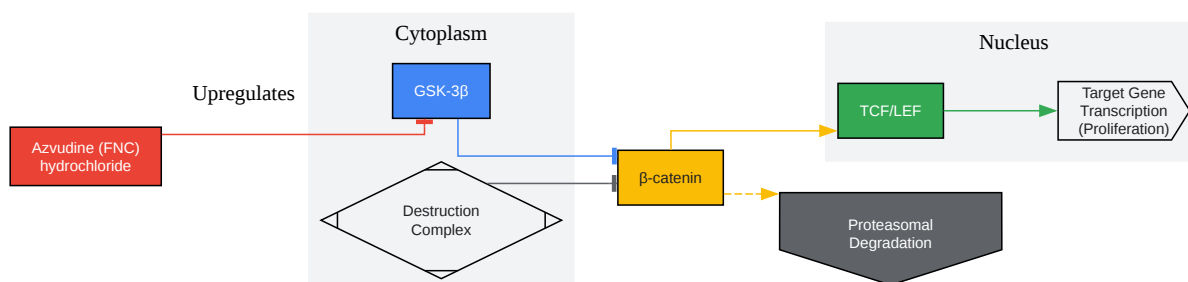 Cytoplasm
Nucleus
Upregulates
GSK-3β
TCF/LEF
Target Gene
Transcription
(Proliferation)
Azvudine (FNC)
hydrochloride
β-catenin
Destruction
Complex
Proteasomal
Degradation